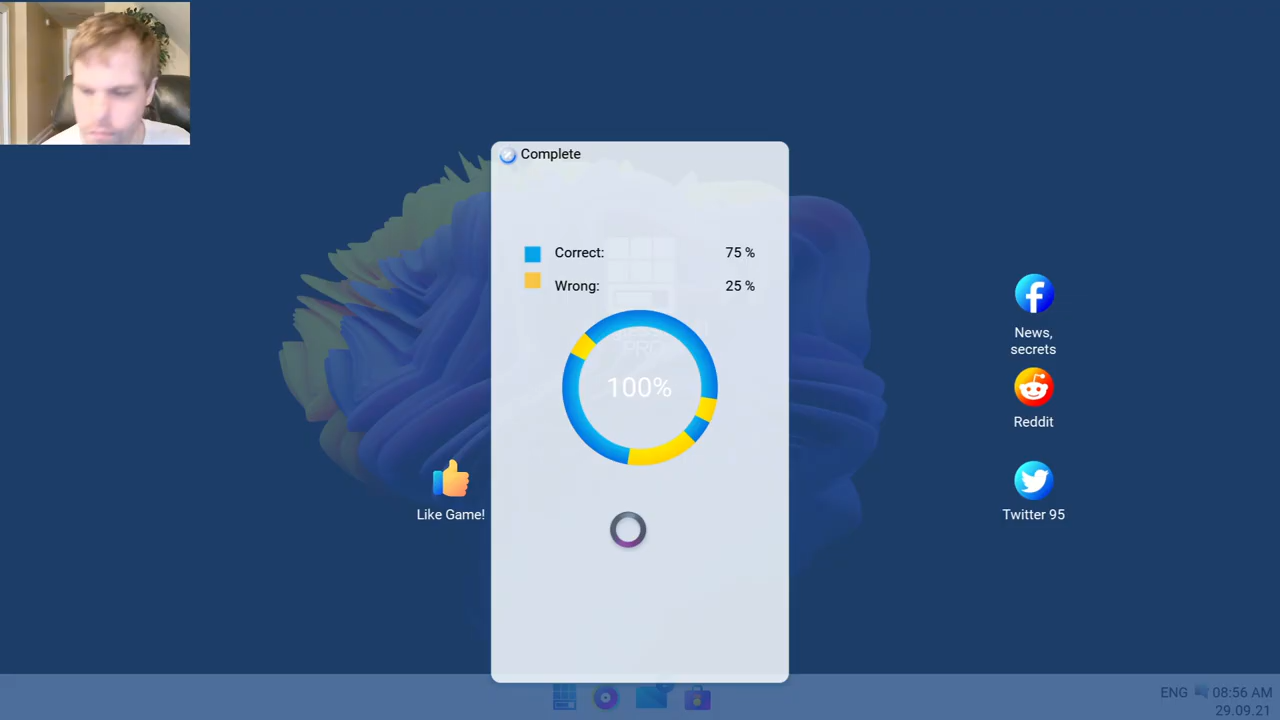 Complete
Correct: 75 %
Wrong: 25 %
PRO
100%
News,
secrets
Reddit
Like Game!
Twitter 95
ENG 08:56 AM
29.09.21